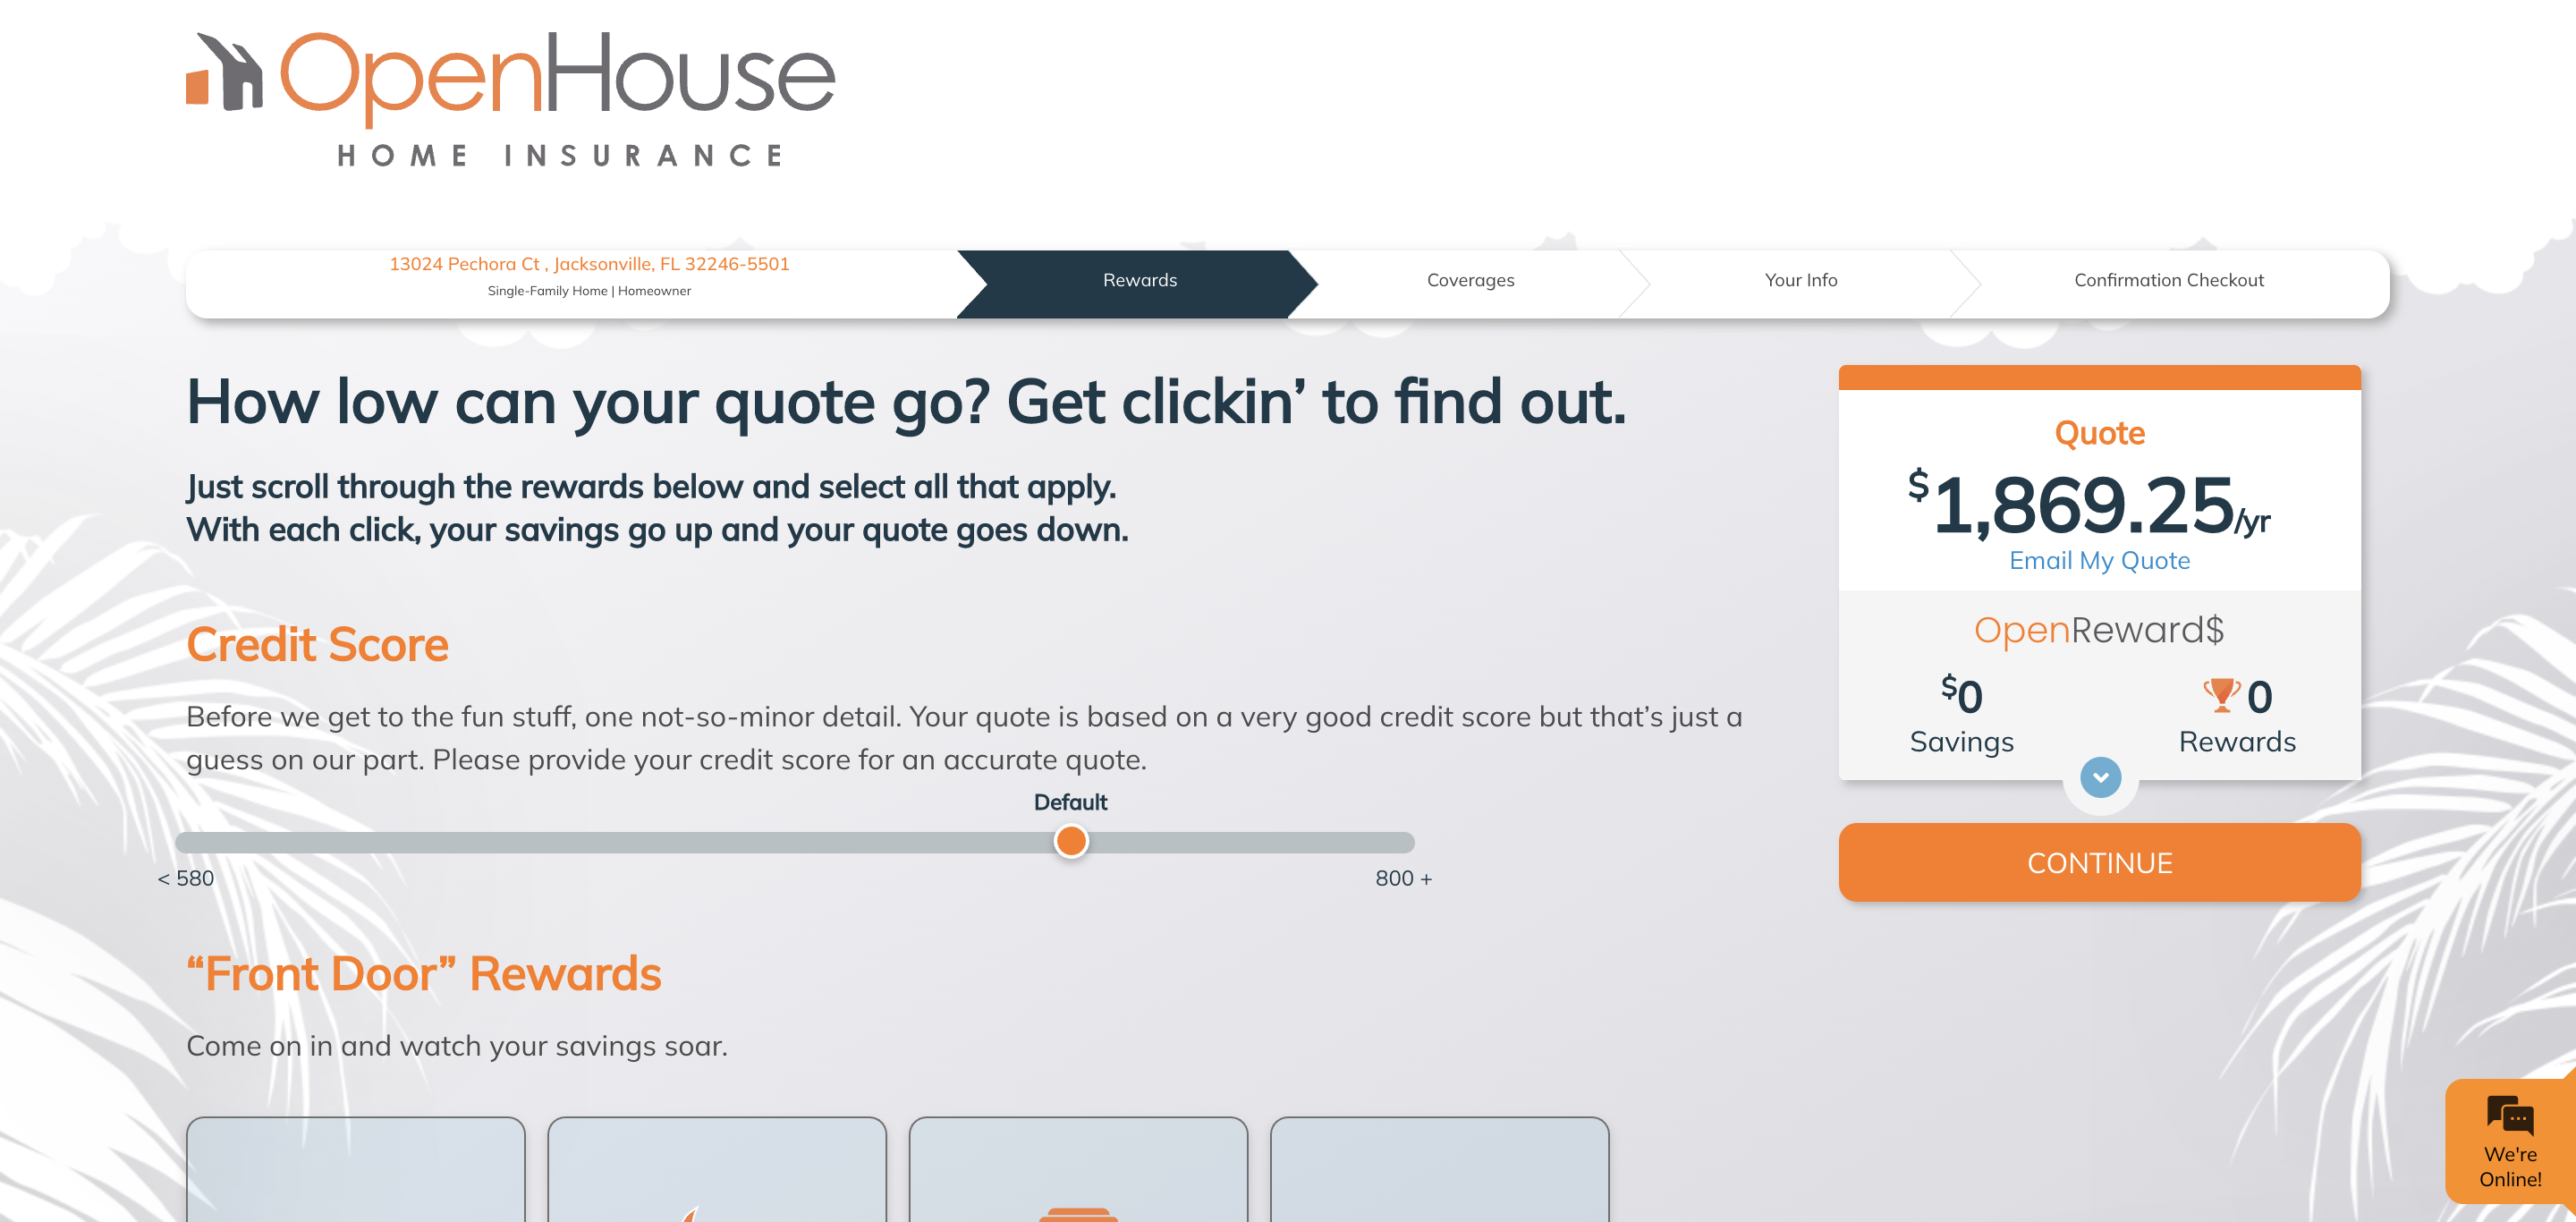 OpenHouse
HOME INSURANCE
13024 Pechora Ct , Jacksonville, FL 32246-5501
Single-Family Home | Homeowner
Rewards
Coverages
Your Info
Confirmation Checkout
How low can your quote go? Get clickin’ to find out.
Just scroll through the rewards below and select all that apply.
With each click, your savings go up and your quote goes down.
Credit Score
Before we get to the fun stuff, one not-so-minor detail. Your quote is based on a very good credit score but that’s just a
guess on our part. Please provide your credit score for an accurate quote.
Default
< 580
800 +
“Front Door” Rewards
Come on in and watch your savings soar.
Quote
$1,869.25/yr
Email My Quote
OpenReward$
$0
Savings
0
Rewards
CONTINUE
We're
Online!